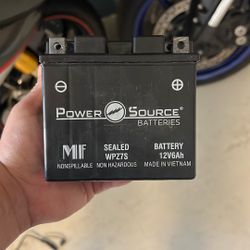 POWER SOURCE®
BATTERIES
MF SEALED BATTERY
WPZ7S 12V6Ah
NONSPILLABLE NON HAZARDOUS MADE IN VIETNAM